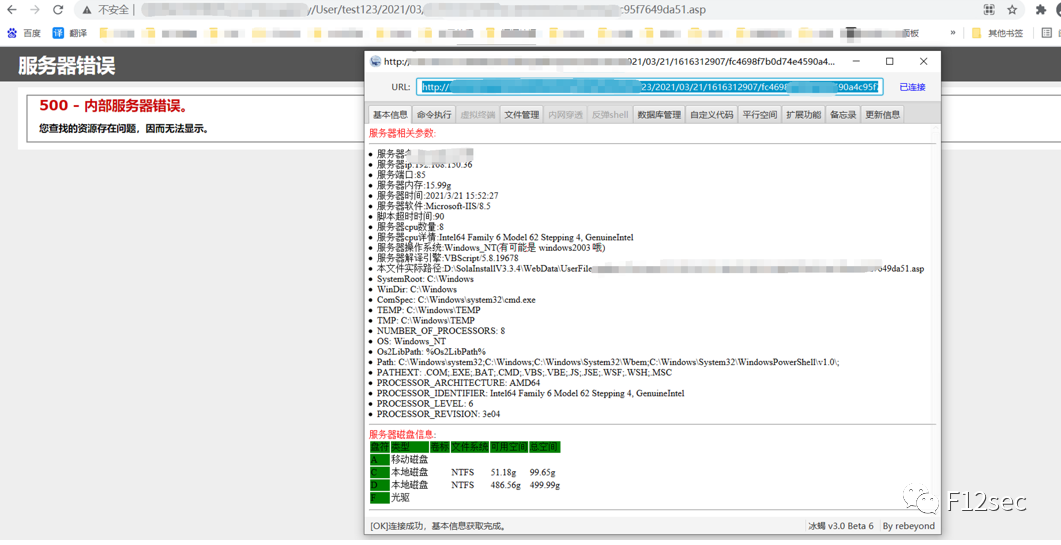 不安全
/User/test123/2021/03,
c95f7649da51.asp
百度
翻译
面板
»
其他书签
服务器错误
500 - 内部服务器错误。
您查找的资源存在问题，因而无法显示。
http:/
021/03/21/1616312907/fc4698f7b0d74e4590a4...
URL:
http://
23/2021/03/21/1616312907/fc469
90a4c95f7
已连接
基本信息
命令执行
虚拟终端
文件管理
内网穿透
反弹shell
数据库管理
自定义代码
平行空间
扩展功能
备忘录
更新信息
服务器相关参数:
服务器
服务器ip:192.168.150.36
服务端口:85
服务器内存:15.99g
服务器时间:2021/3/21 15:52:27
服务器软件:Microsoft-IIS/8.5
脚本超时时间:90
服务器cpu数量:8
服务器cpu详情:Intel64 Family 6 Model 62 Stepping 4, GenuineIntel
服务器操作系统:Windows_NT(有可能是 windows2003 哦)
服务器解译引擎:VBScript/5.8.19678
本文件实际路径:D:\SolaInstallV3.3.4\WebData\UserFile
649da51.asp
SystemRoot: C:\Windows
WinDir: C:\Windows
ComSpec: C:\Windows\system32\cmd.exe
TEMP: C:\Windows\TEMP
TMP: C:\Windows\TEMP
NUMBER_OF_PROCESSORS: 8
OS: Windows_NT
Os2LibPath: %Os2LibPath%
Path: C:\Windows\system32;C:\Windows;C:\Windows\System32\Wbem;C:\Windows\System32\WindowsPowerShell\v1.0\;
PATHEXT: .COM;.EXE;.BAT;.CMD;.VBS;.VBE;.JS;.JSE;.WSF;.WSH;.MSC
PROCESSOR_ARCHITECTURE: AMD64
PROCESSOR_IDENTIFIER: Intel64 Family 6 Model 62 Stepping 4, GenuineIntel
PROCESSOR_LEVEL: 6
PROCESSOR_REVISION: 3e04
服务器磁盘信息:
盘符 类型 卷标 文件系统 可用空间 总空间
A 移动磁盘
C 本地磁盘 NTFS 51.18g 99.65g
D 本地磁盘 NTFS 486.56g 499.99g
F 光驱
[OK]连接成功，基本信息获取完成。
冰蝎 v3.0 Beta 6
By rebeyond
F12sec